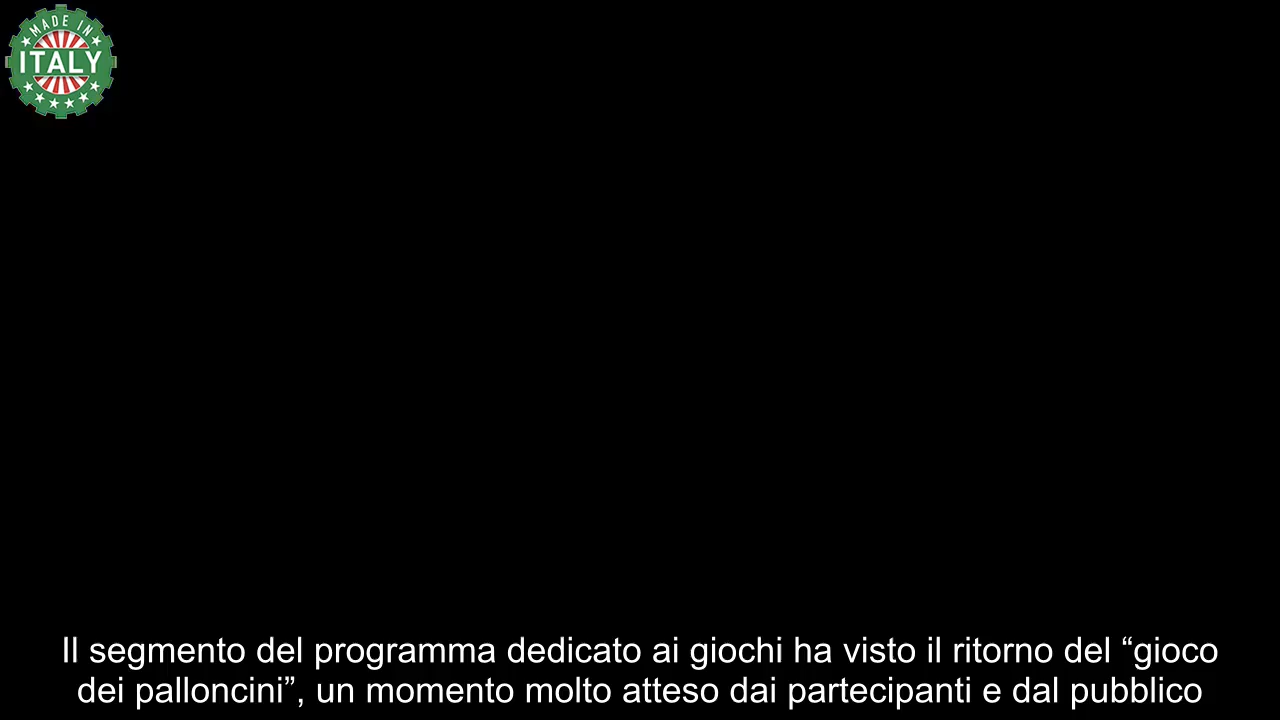 MADE IN
ITALY
Il segmento del programma dedicato ai giochi ha visto il ritorno del “gioco
dei palloncini”, un momento molto atteso dai partecipanti e dal pubblico